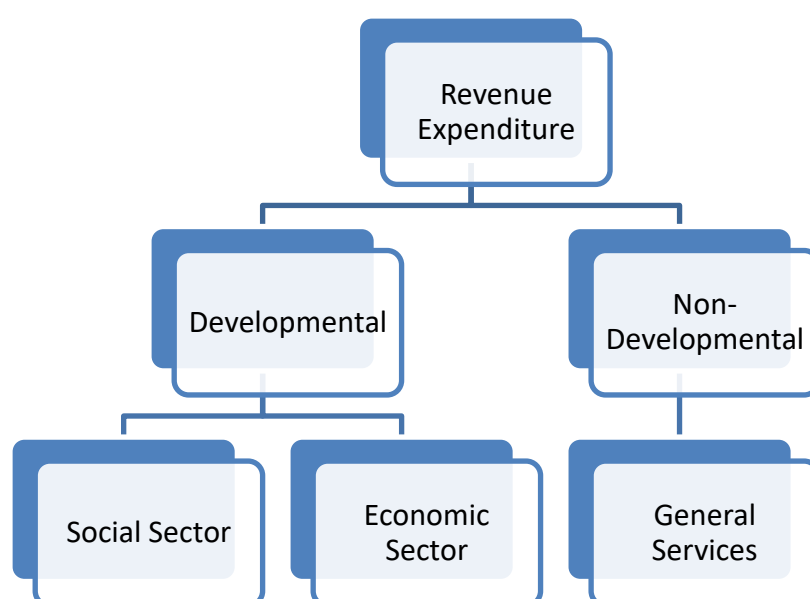 Revenue
Expenditure
Developmental
Non-
Developmental
Social Sector
Economic
Sector
General
Services